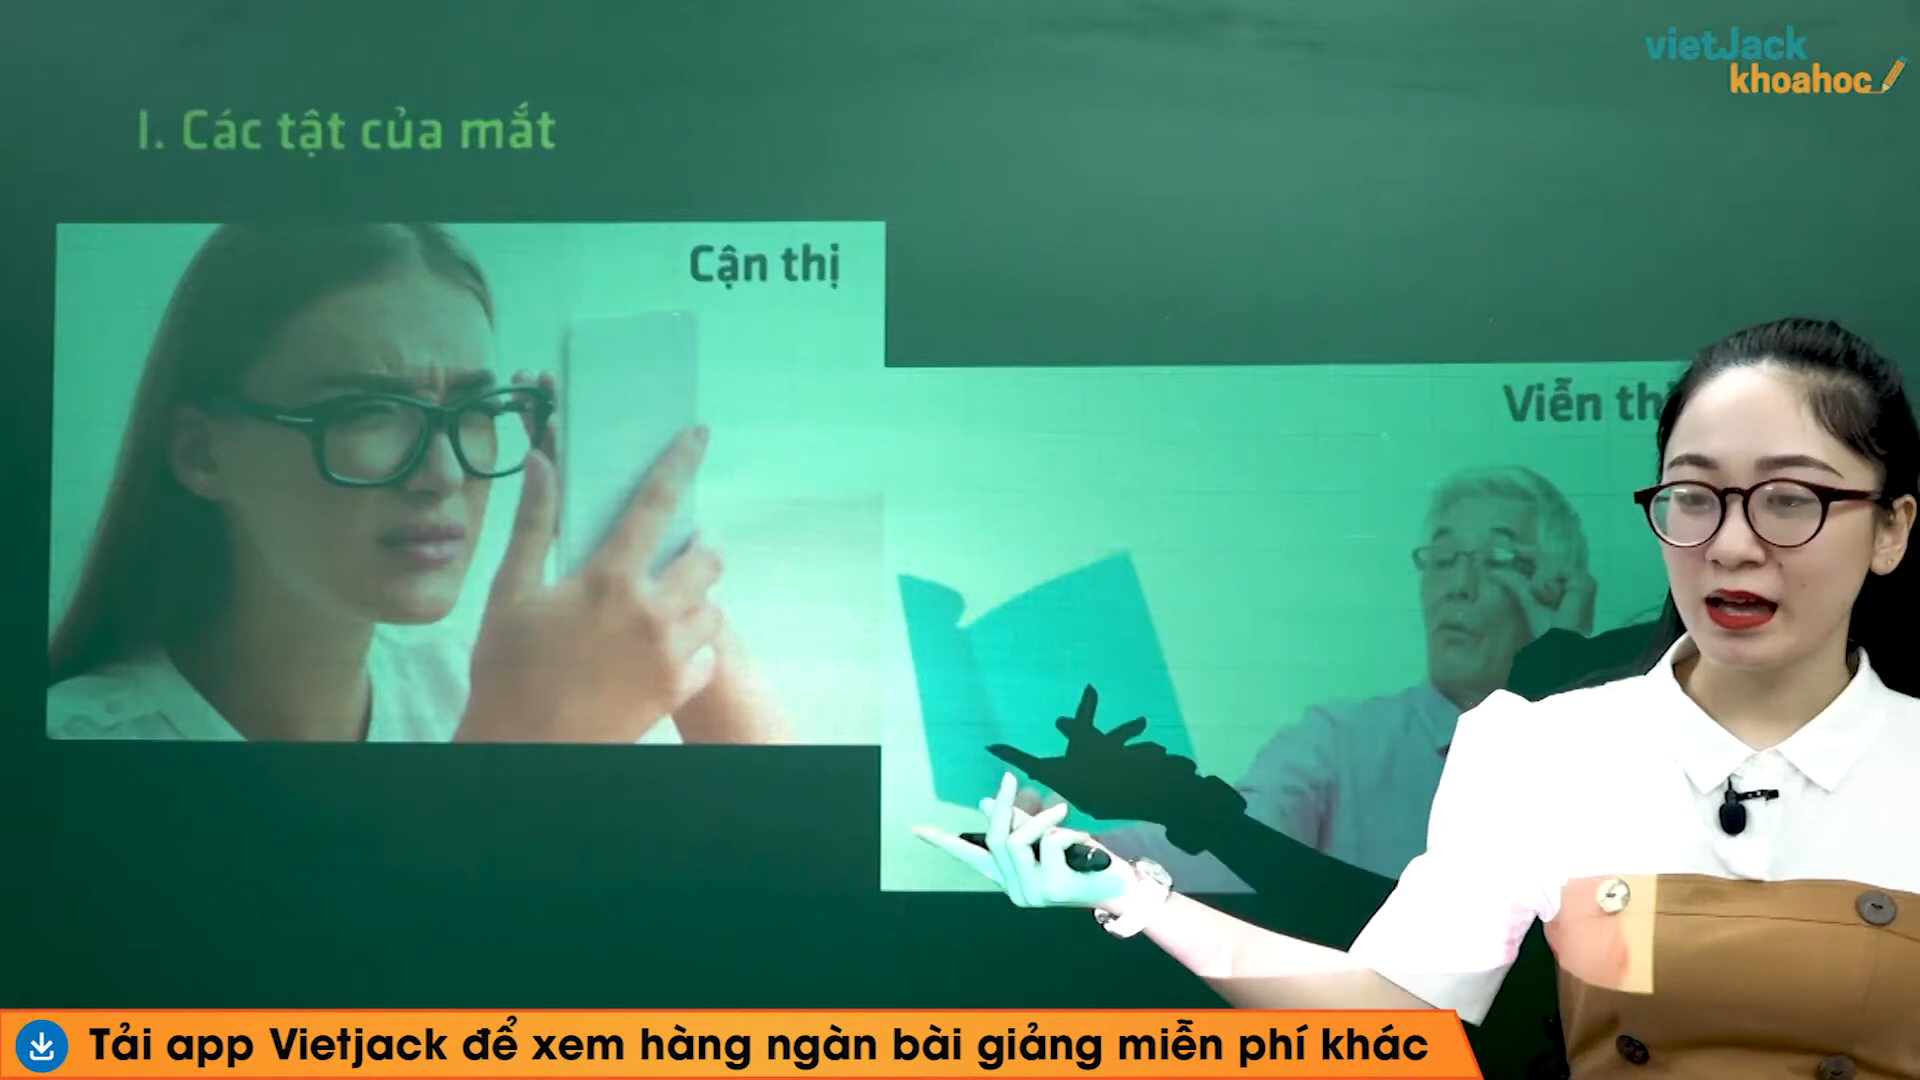 vietJack
khoahoc
I. Các tật của mắt
Cận thị
Viễn
Tải app Vietjack để xem hàng ngàn bài giảng miễn phí khác